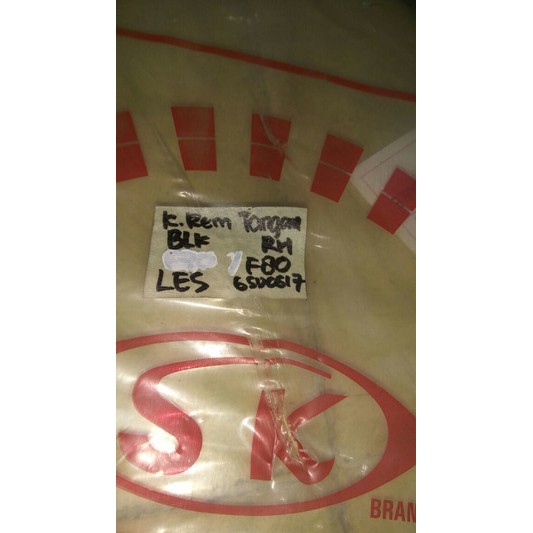 K. Rem Tangan
BLK RH
/ F80
LES 6500617
SK
BRAN